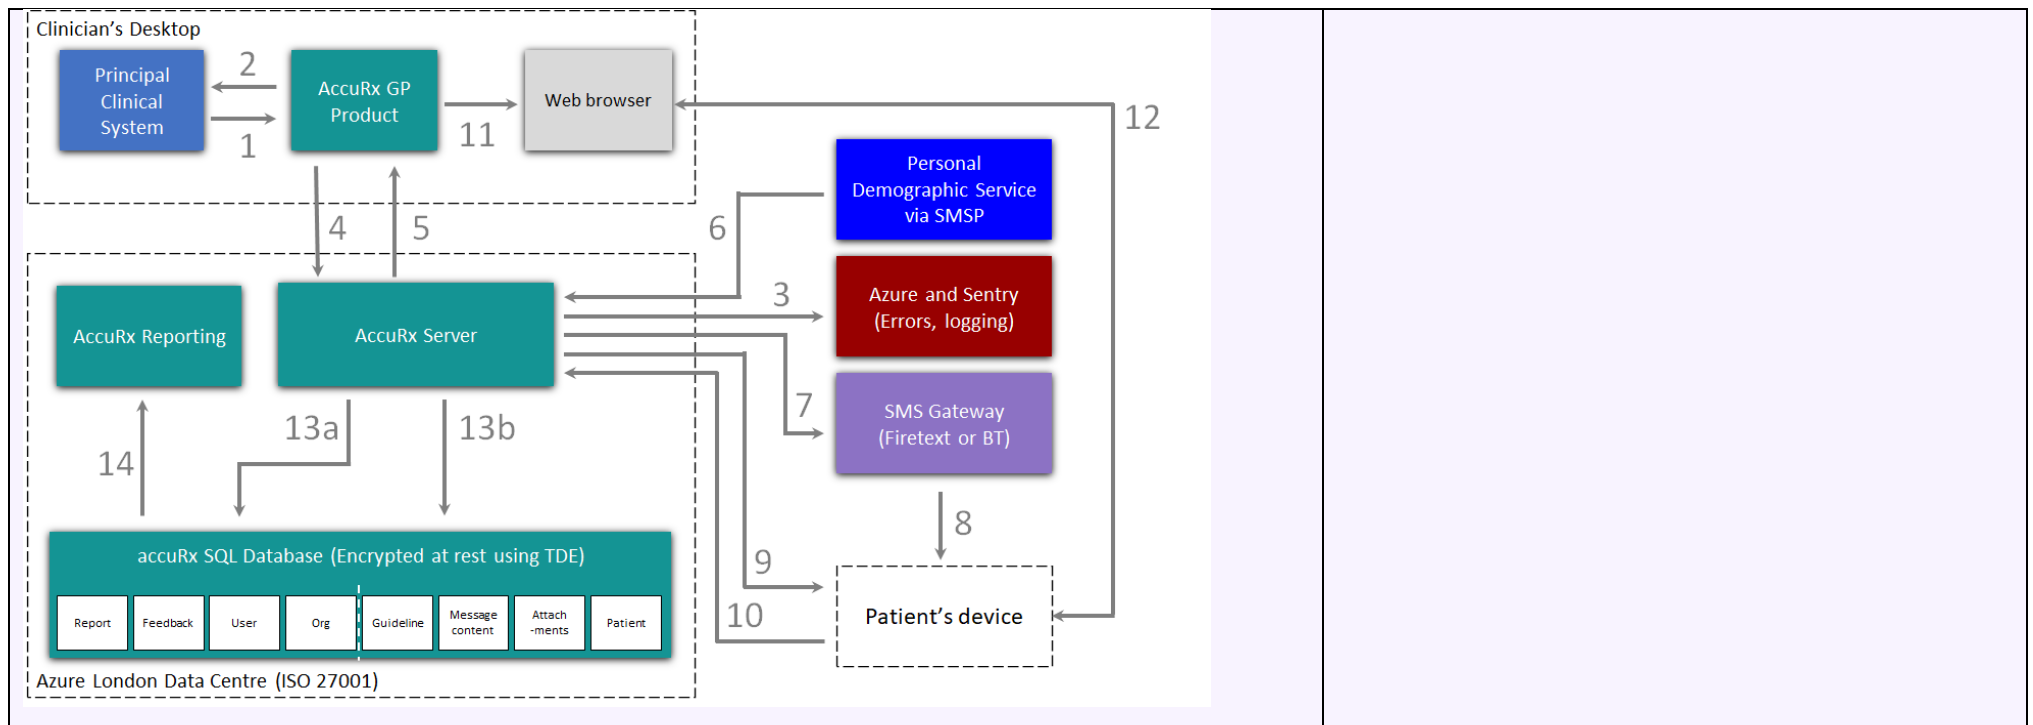 Clinician's Desktop
Principal
Clinical
System
2
1
AccuRx GP
Product
11
Web browser
12
4
5
Personal
Demographic Service
via SMSP
6
3
Azure and Sentry
(Errors, logging)
AccuRx Reporting
AccuRx Server
7
SMS Gateway
(Firetext or BT)
13a
13b
14
8
9
10
Patient's device
accuRx SQL Database (Encrypted at rest using TDE)
Report
Feedback
User
Org
Guideline
Message
content
Attach
-ments
Patient
Azure London Data Centre (ISO 27001)